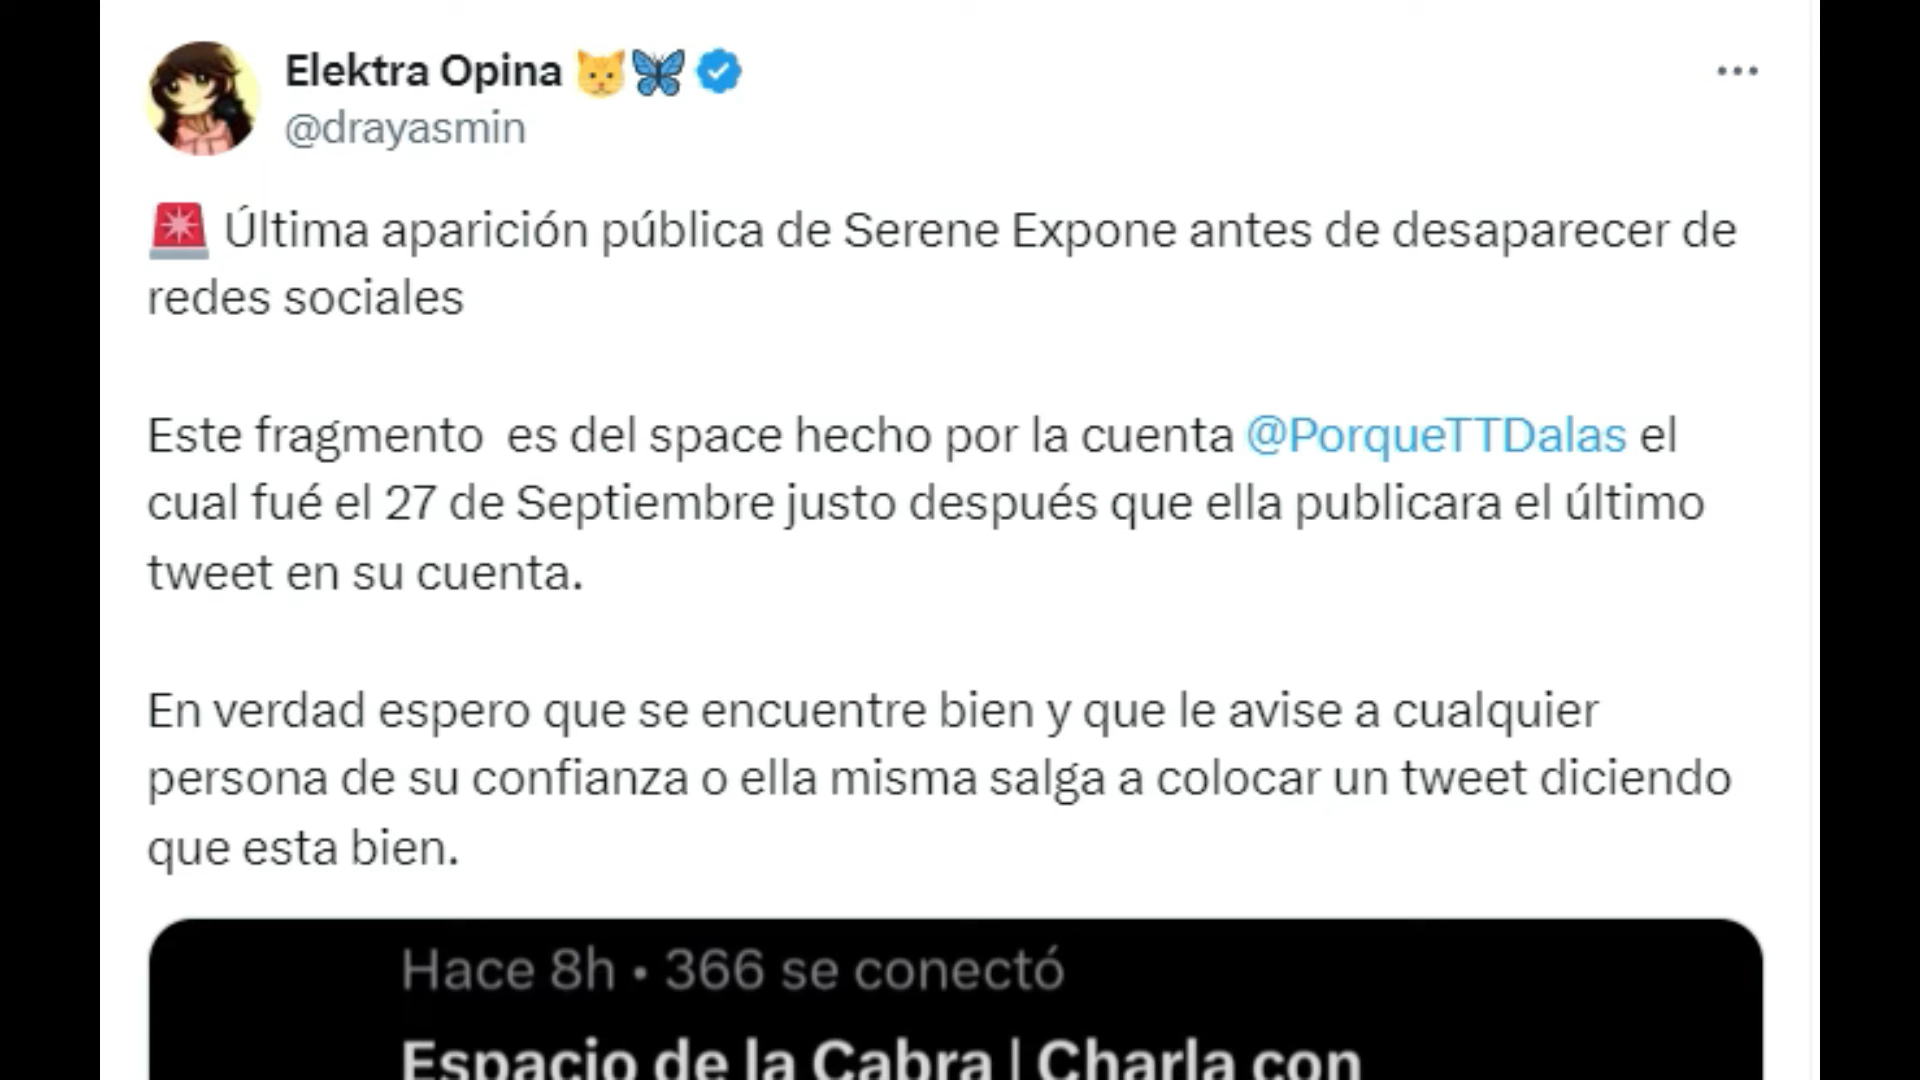 Elektra Opina 🐱🦋
@drayasmin
🚨 Última aparición pública de Serene Expone antes de desaparecer de
redes sociales
Este fragmento es del space hecho por la cuenta @PorqueTTDalas el
cual fué el 27 de Septiembre justo después que ella publicara el último
tweet en su cuenta.
En verdad espero que se encuentre bien y que le avise a cualquier
persona de su confianza o ella misma salga a colocar un tweet diciendo
que esta bien.
Hace 8h • 366 se conectó
Espacio de la Cabra | Charla con